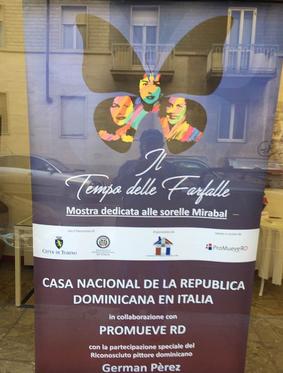 Il
Tempo delle Farfalle
Mostra dedicata alle sorelle Mirabal
CITTÀ DI TORINO
ProMueveRD
CASA NACIONAL DE LA REPUBLICA
DOMINICANA EN ITALIA
in collaborazione con
PROMUEVE RD
con la partecipazione speciale del
Riconosciuto pittore dominicano
German Pèrez